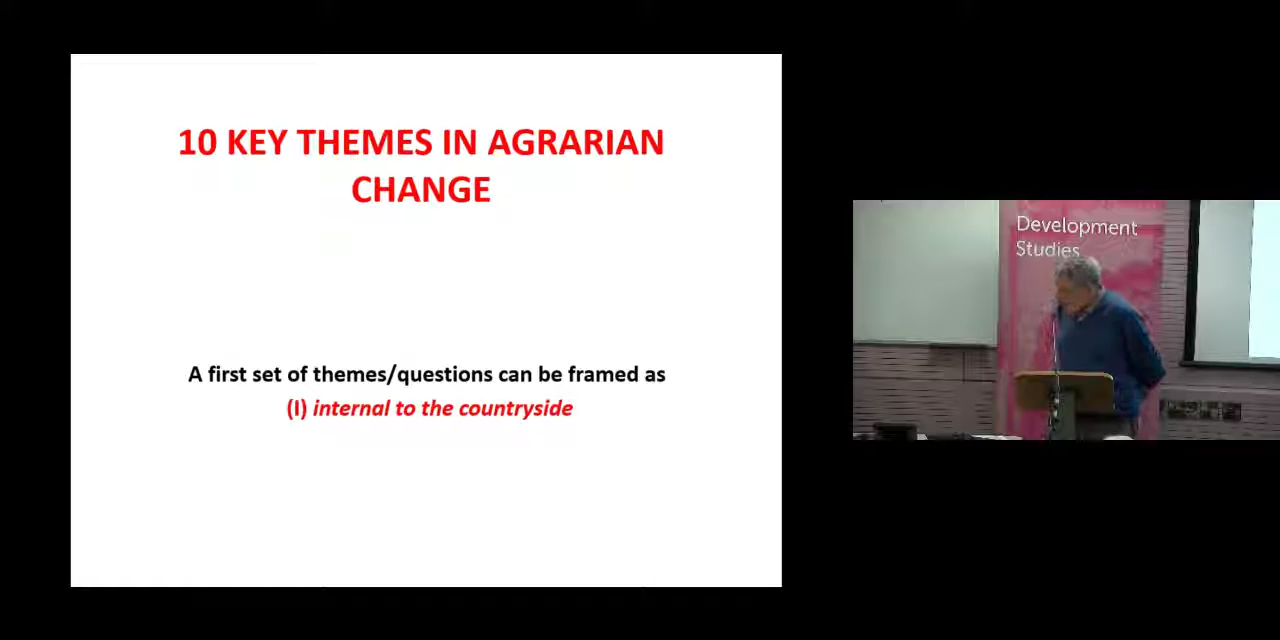 10 KEY THEMES IN AGRARIAN
CHANGE
A first set of themes/questions can be framed as
(I) internal to the countryside
Development
Studies